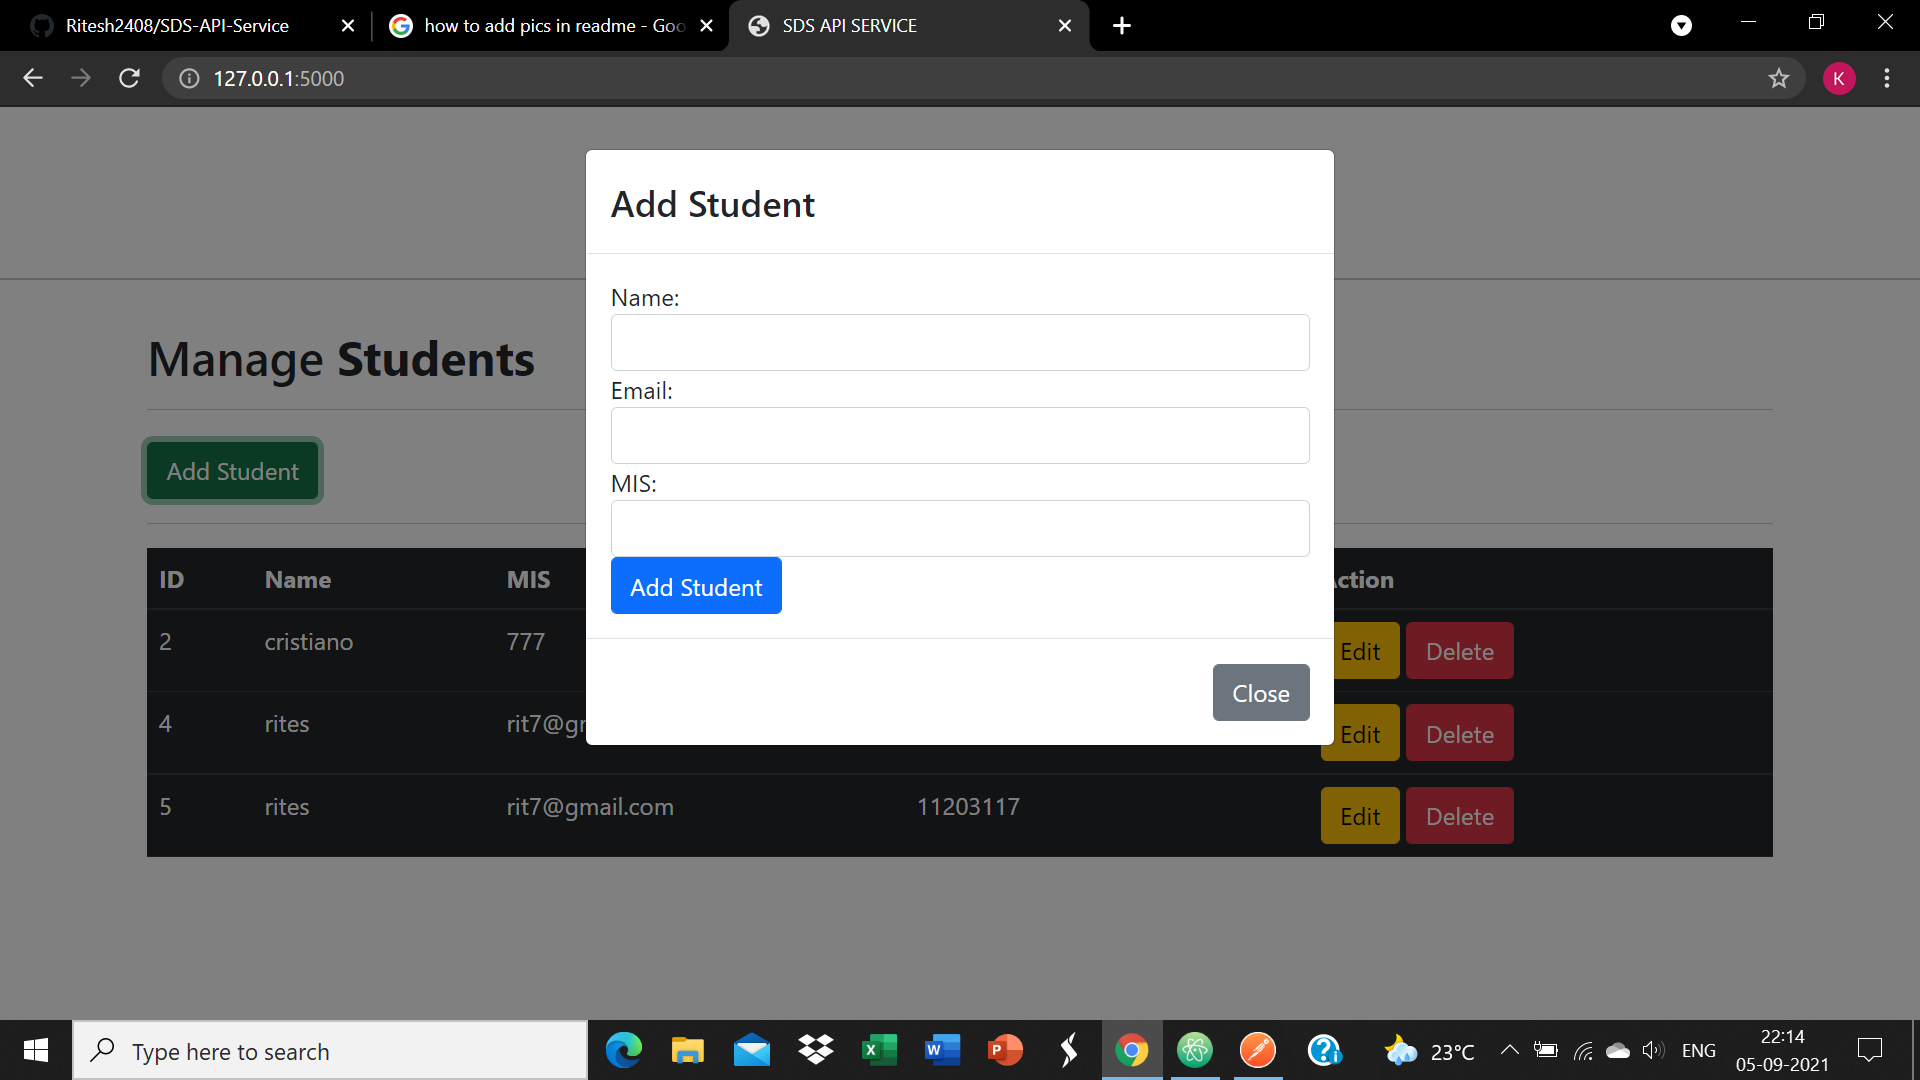 Ritesh2408/SDS-API-Service
how to add pics in readme - Goo
SDS API SERVICE
127.0.0.1:5000
K
Add Student
Name:
Email:
MIS:
Add Student
Close
Manage Students
Add Student
ID Name MIS ction
2 cristiano 777 Edit Delete
4 rites rit7@gr Edit Delete
5 rites rit7@gmail.com 11203117 Edit Delete
Type here to search
23°C
ENG
22:14
05-09-2021